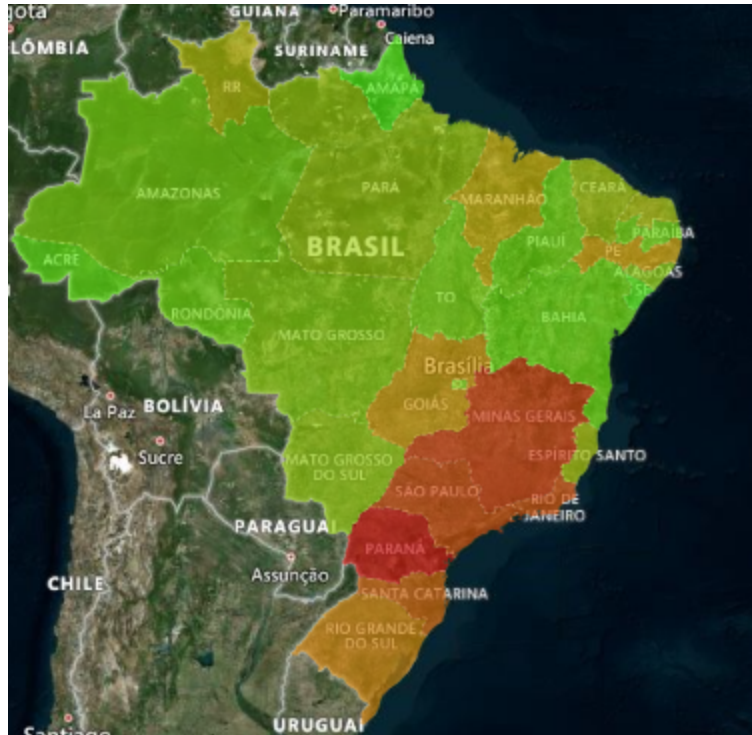 gota
GUIANA
Paramaribo
Caiena
LÔMBIA
SURINAME
RR
AMAPÁ
AMAZONAS
PARÁ
MARANHÃO
CEARÁ
BRASIL
PARAÍBA
PIAUÍ
PE
ALAGOAS
SE
ACRE
RONDÔNIA
TO
BAHIA
MATO GROSSO
Brasília
GOIÁS
MINAS GERAIS
La Paz
BOLÍVIA
Sucre
MATO GROSSO
DO SUL
ESPÍRITO SANTO
SÃO PAULO
RIO DE
JANEIRO
PARAGUAI
PARANÁ
Assunção
CHILE
SANTA CATARINA
RIO GRANDE
DO SUL
URUGUAI
Santiago